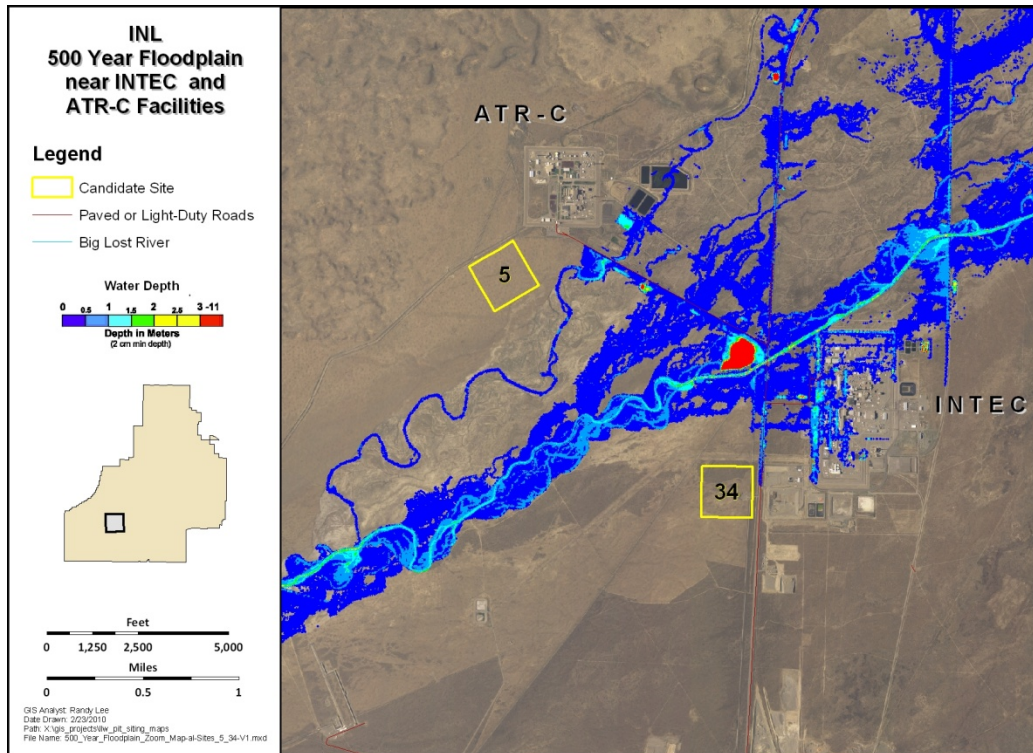 INL
500 Year Floodplain
near INTEC and
ATR-C Facilities
Legend
Candidate Site
Paved or Light-Duty Roads
Big Lost River
Water Depth
0 0.5 1 1.5 2 2.5 3 -11
Depth in Meters
(2 cm min depth)
Feet
0 1,250 2,500 5,000
Miles
0 0.5 1
GIS Analyst: Randy Lee
Date Drawn: 2/23/2010
Path: X:\gis_projects\llw_pit_siting_maps
File Name: 500_Year_Floodplain_Zoom_Map-al-Sites_5_34-V1.mxd
ATR-C
5
INTEC
34